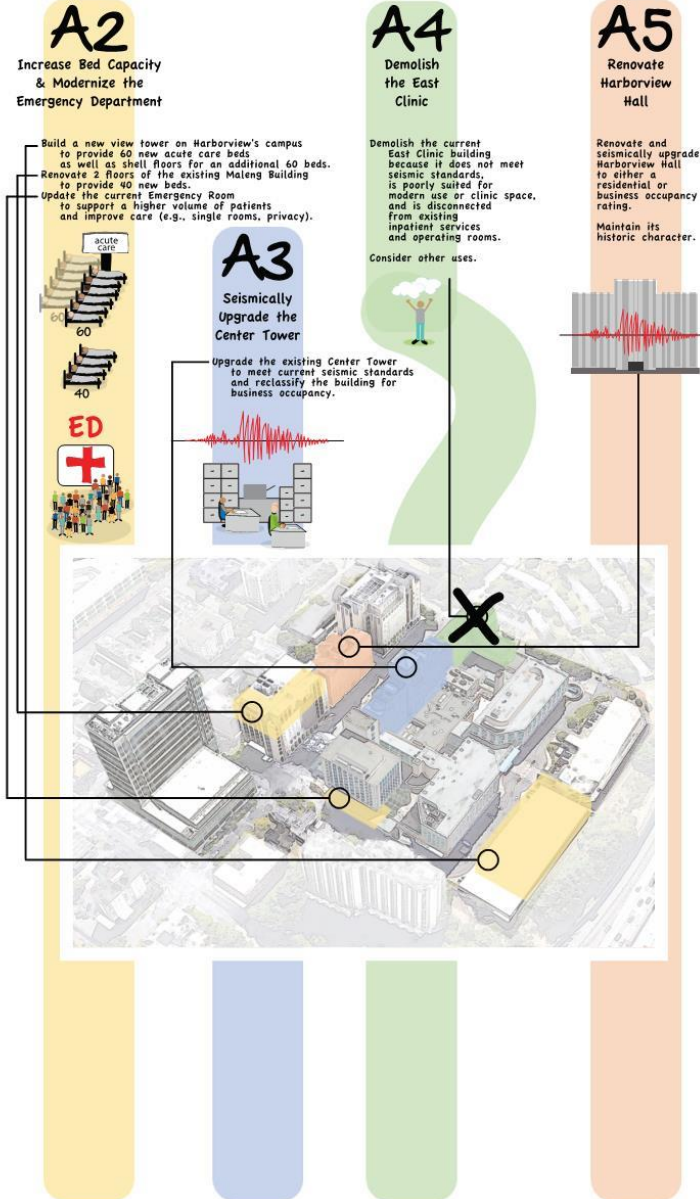 A2
Increase Bed Capacity
& Modernize the
Emergency Department
Build a new view tower on Harborview's campus
to provide 60 new acute care beds
as well as shell floors for an additional 60 beds.
Renovate 2 floors of the existing Maleng Building
to provide 40 new beds.
Update the current Emergency Room
to support a higher volume of patients
and improve care (e.g., single rooms, privacy).
acute
care
60
60
40
ED
A3
Seismically
Upgrade the
Center Tower
Upgrade the existing Center Tower
to meet current seismic standards
and reclassify the building for
business occupancy.
A4
Demolish
the East
Clinic
Demolish the current
East Clinic building
because it does not meet
seismic standards,
is poorly suited for
modern use or clinic space,
and is disconnected
from existing
inpatient services
and operating rooms.
Consider other uses.
A5
Renovate
Harborview
Hall
Renovate and
seismically upgrade
Harborview Hall
to either a
residential or
business occupancy
rating.
Maintain its
historic character.